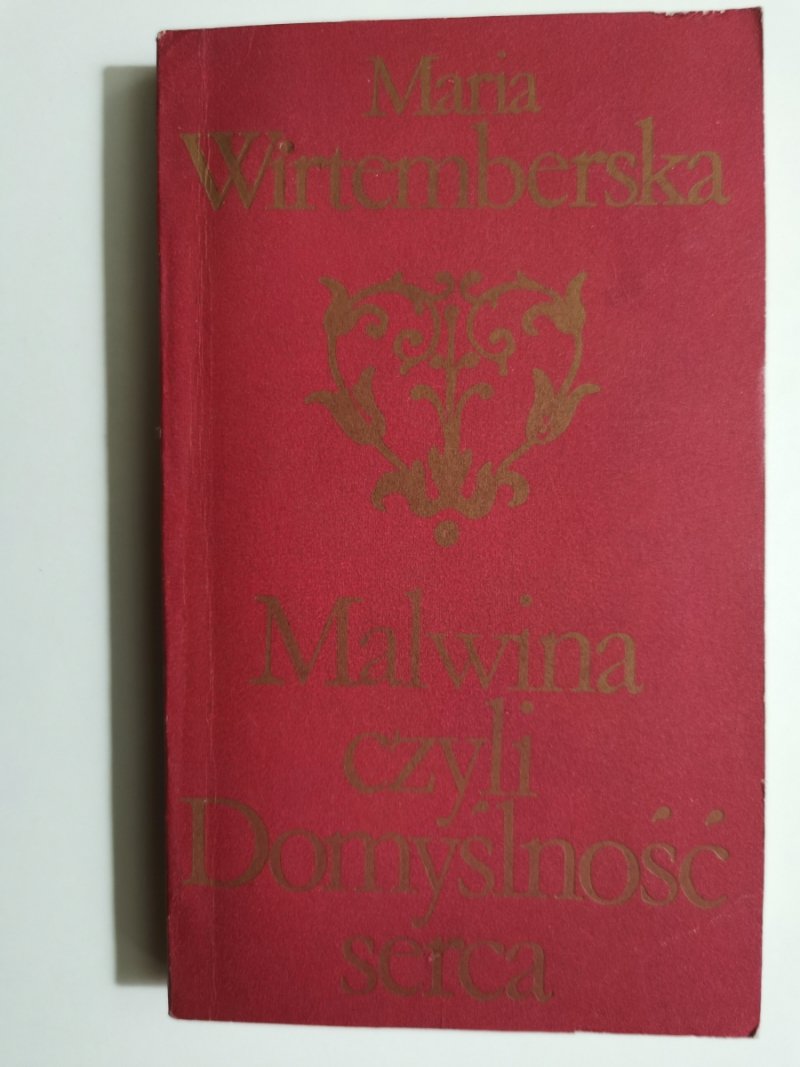 Maria
Wirtemberska
Malwina
czyli
Domyślność
serca